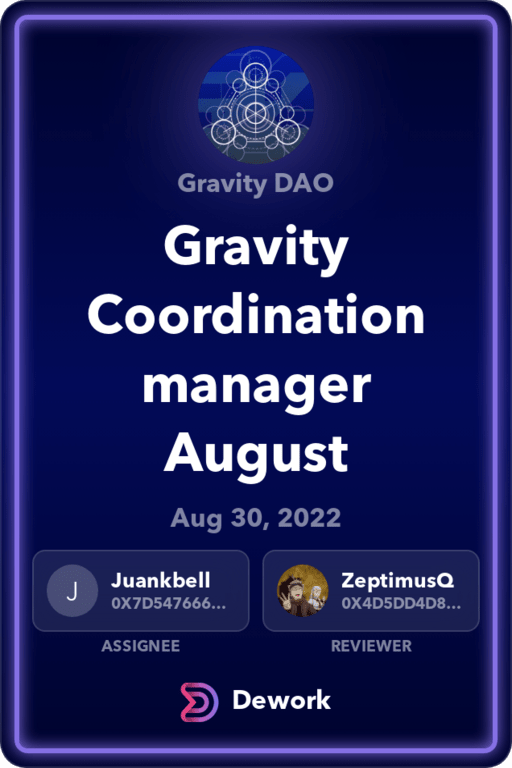 Gravity DAO
Gravity
Coordination
manager
August
Aug 30, 2022
J
Juankbell
0X7D547666...
ZeptimusQ
0X4D5DD4D8...
ASSIGNEE
REVIEWER
Dework